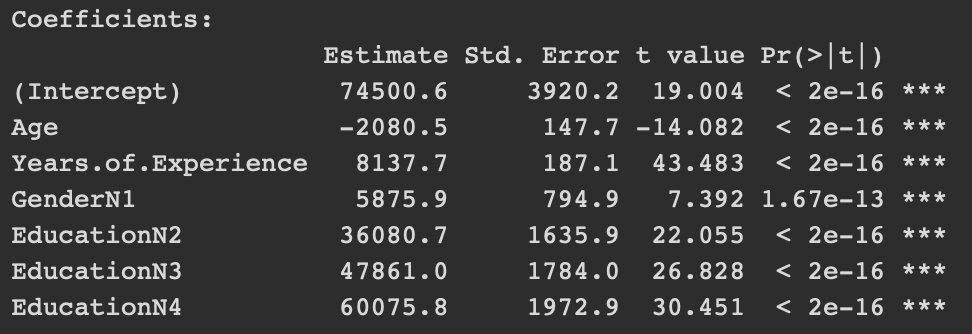 Coefficients:
Estimate Std. Error t value Pr(>|t|)
(Intercept) 74500.6 3920.2 19.004 < 2e-16 ***
Age -2080.5 147.7 -14.082 < 2e-16 ***
Years.of.Experience 8137.7 187.1 43.483 < 2e-16 ***
GenderN1 5875.9 794.9 7.392 1.67e-13 ***
EducationN2 36080.7 1635.9 22.055 < 2e-16 ***
EducationN3 47861.0 1784.0 26.828 < 2e-16 ***
EducationN4 60075.8 1972.9 30.451 < 2e-16 ***